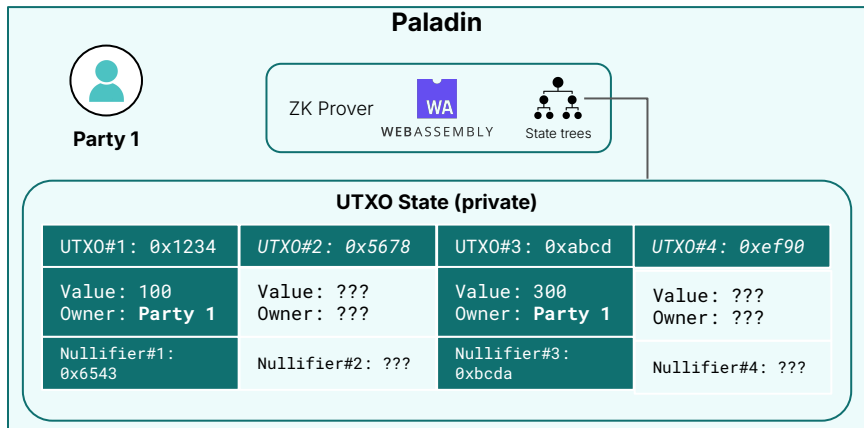 Paladin
Party 1
ZK Prover
WA
WEBASSEMBLY
State trees
UTXO State (private)
UTXO#1: 0x1234
UTXO#2: 0x5678
UTXO#3: 0xabcd
UTXO#4: 0xef90
Value: 100
Owner: Party 1
Value: ???
Owner: ???
Value: 300
Owner: Party 1
Value: ???
Owner: ???
Nullifier#1:
0x6543
Nullifier#2: ???
Nullifier#3:
0xbcda
Nullifier#4: ???